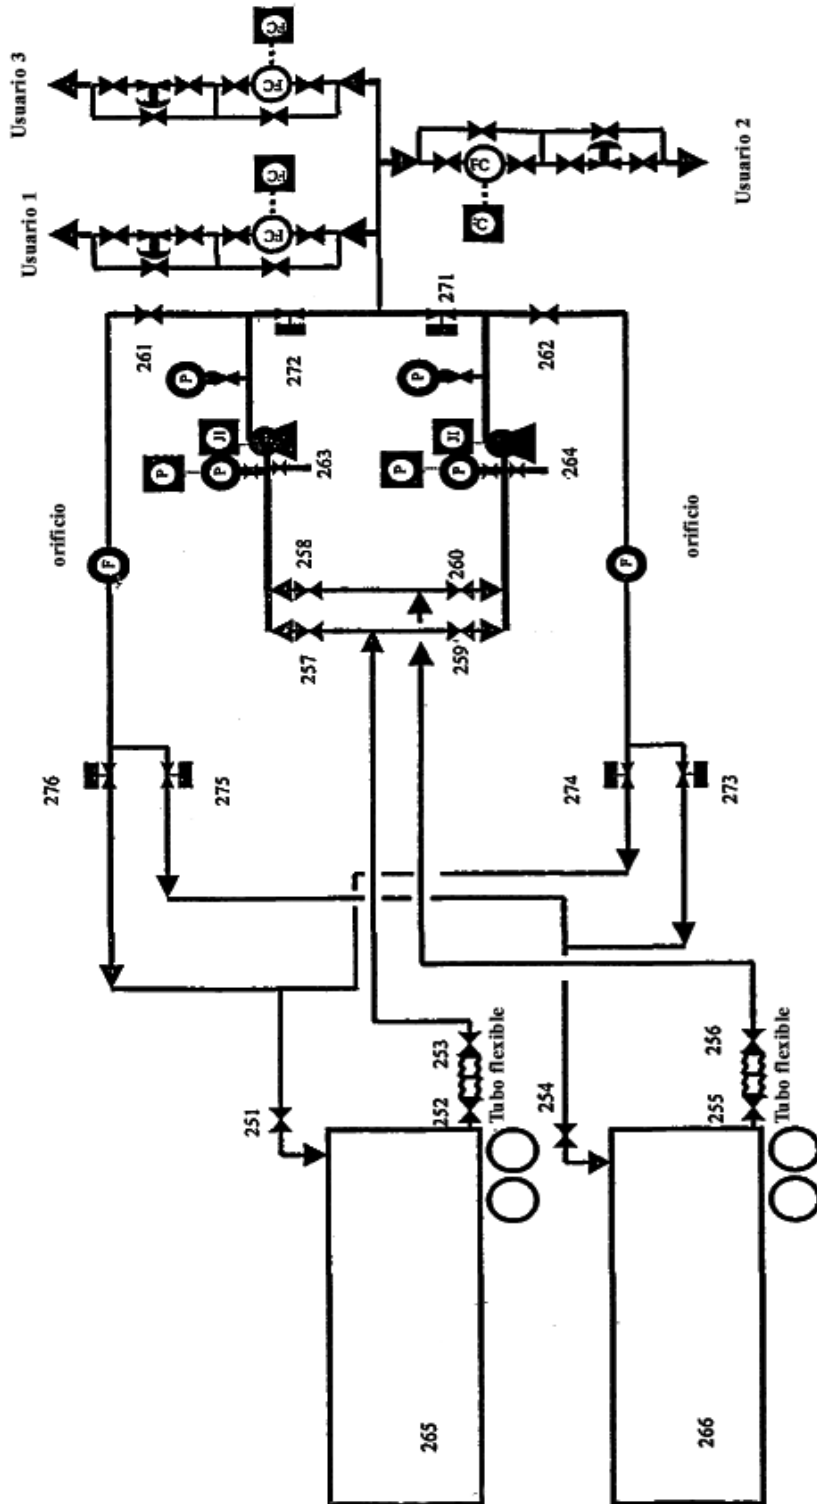 Usuario 3
FC
FC
Usuario 1
FC
FC
FC
Usuario 2
261
272
271
262
P
P
JI
P
P
263
JI
P
P
264
orificio
F
orificio
F
258
260
257
259'
276
275
274
273
251
252
253
Tubo flexible
254
255
256
Tubo flexible
265
266